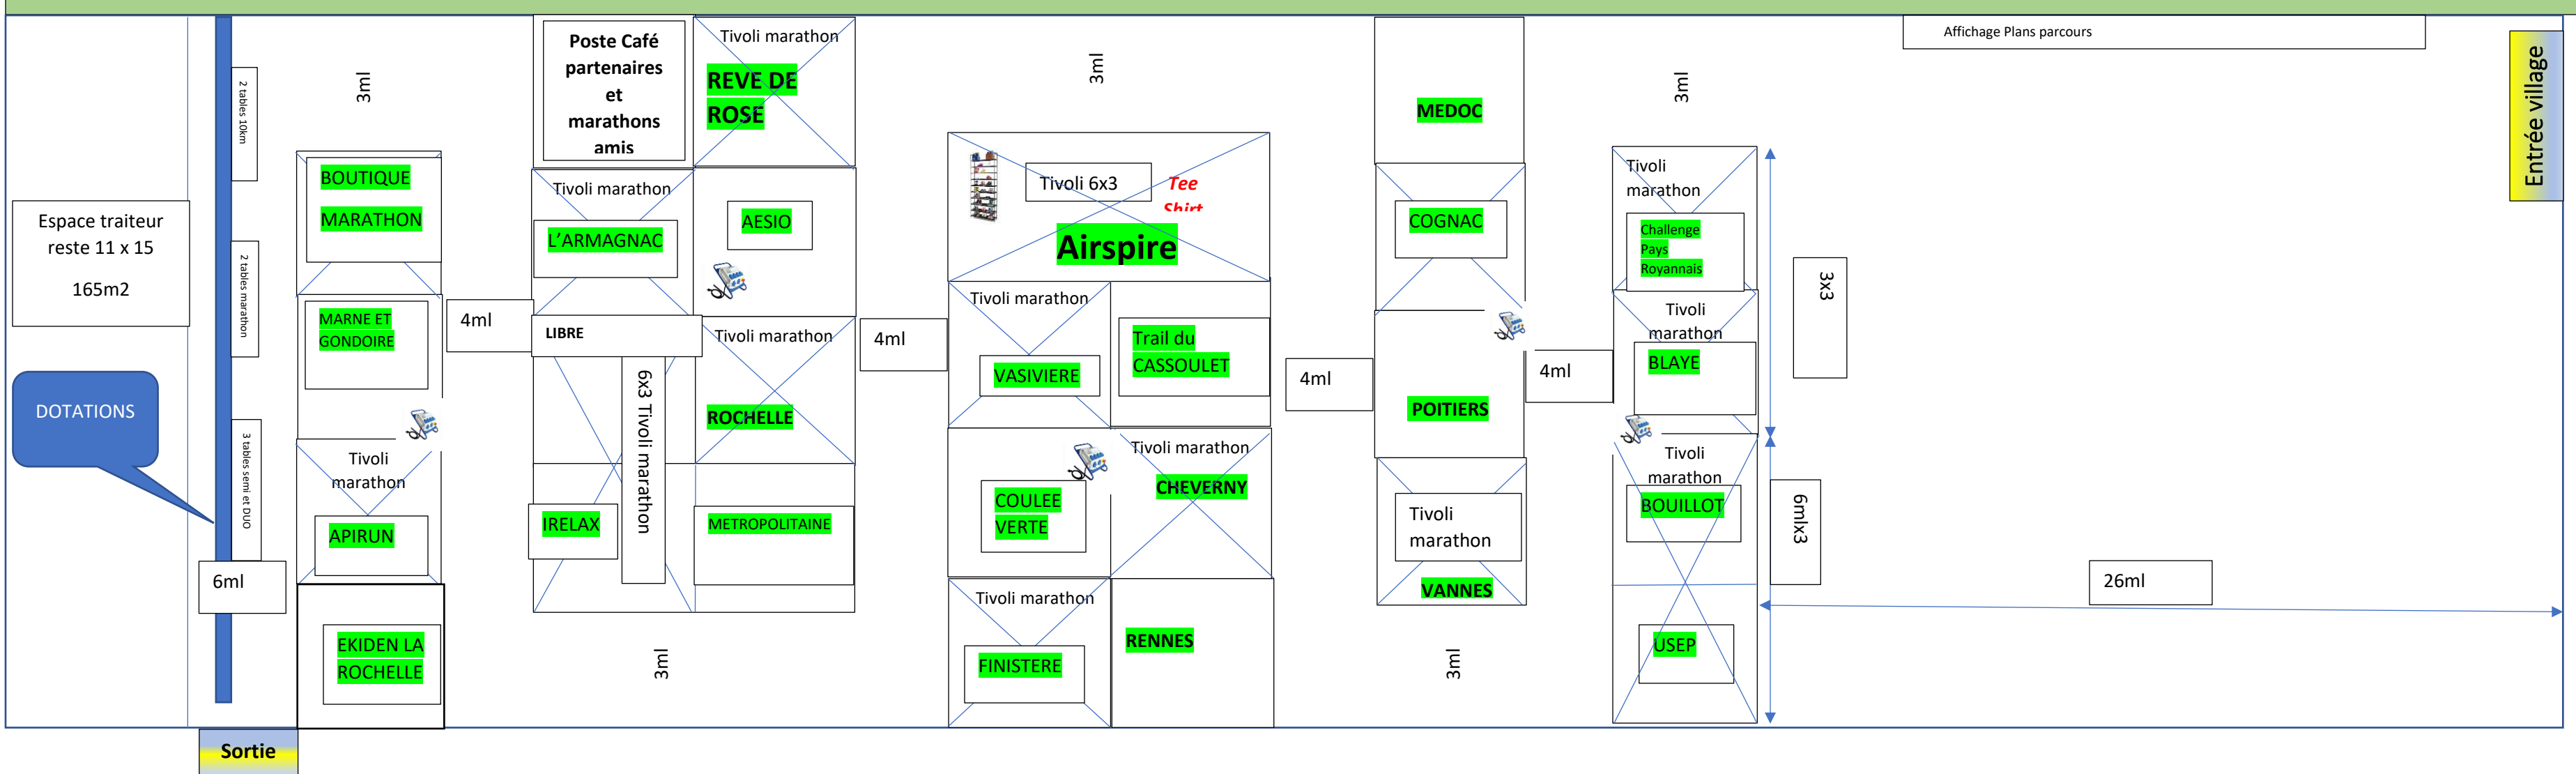 Affichage Plans parcours
Entrée village
Espace traiteur
reste 11 x 15
165m2
DOTATIONS
2 tables 10km
2 tables marathon
3 tables semi et DUO
6ml
Sortie
3ml
BOUTIQUE
MARATHON
MARNE ET
GONDOIRE
Tivoli
marathon
APIRUN
EKIDEN LA
ROCHELLE
4ml
Poste Café
partenaires
et
marathons
amis
Tivoli marathon
REVE DE
ROSE
Tivoli marathon
L’ARMAGNAC
AESIO
LIBRE
Tivoli marathon
ROCHELLE
6x3 Tivoli marathon
IRELAX
METROPOLITAINE
3ml
4ml
3ml
Tivoli 6x3
Tee
Shirt
Airspire
Tivoli marathon
VASIVIERE
Trail du
CASSOULET
COULEE
VERTE
Tivoli marathon
CHEVERNY
Tivoli marathon
FINISTERE
RENNES
4ml
MEDOC
COGNAC
POITIERS
Tivoli
marathon
VANNES
3ml
4ml
3ml
Tivoli
marathon
Challenge
Pays
Royannais
Tivoli
marathon
BLAYE
Tivoli
marathon
BOUILLOT
USEP
3x3
6mlx3
26ml